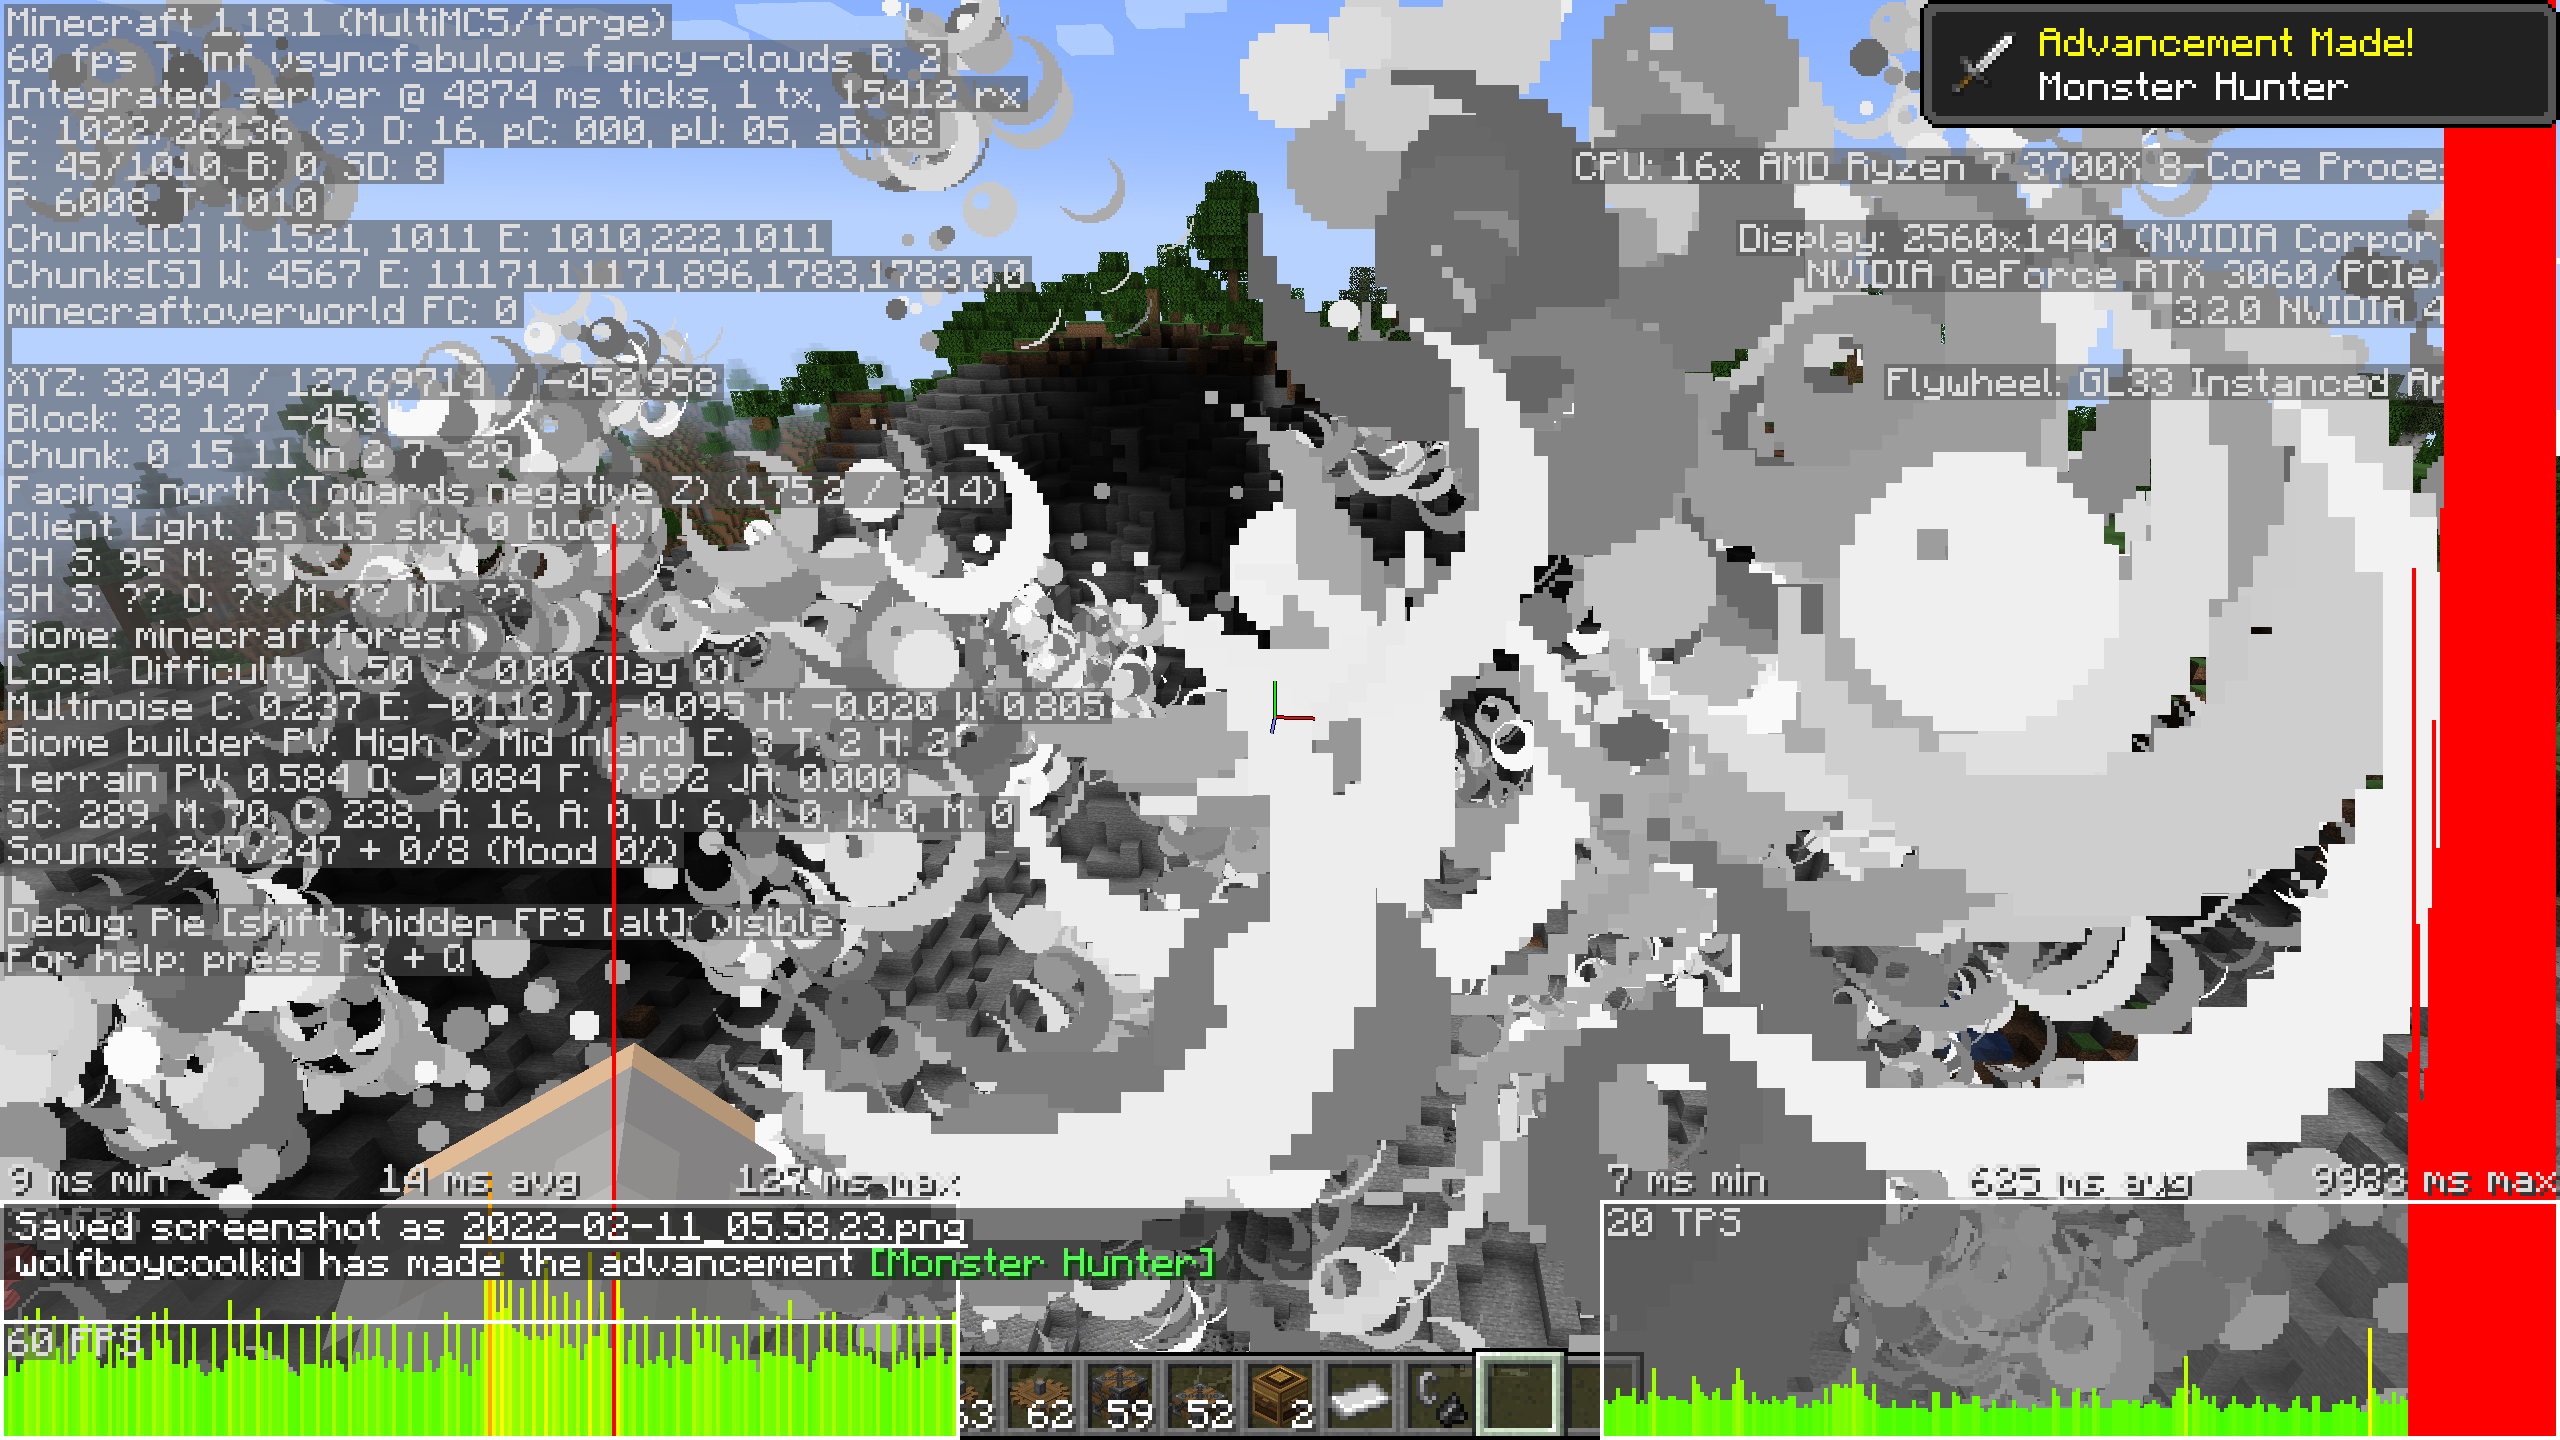 Minecraft 1.18.1 (MultiMC5/forge)
60 fps T: inf vsyncfabulous fancy-clouds B: 2
Integrated server @ 4874 ms ticks, 1 tx, 15412 rx
C: 1022/26136 (s) D: 16, pC: 000, pU: 05, aB: 08
E: 45/1010, B: 0, SD: 8
P: 6008. T: 1010
Chunks[C] W: 1521, 1011 E: 1010,222,1011
Chunks[S] W: 4567 E: 11171,11171,896,1783,1783,0,0
minecraft:overworld FC: 0
XYZ: 32.494 / 127.69714 / -452.958
Block: 32 127 -453
Chunk: 0 15 11 in 2 7 -29
Facing: north (Towards negative Z) (175.2 / 24.4)
Client Light: 15 (15 sky, 0 block)
CH S: 95 M: 95
SH S: ?? O: ?? M: ?? ML: ??
Biome: minecraft:forest
Local Difficulty: 1.50 // 0.00 (Day 0)
Multinoise C: 0.237 E: -0.113 T: -0.095 H: -0.020 W: 0.805
Biome builder PV: High C: Mid inland E: 3 T: 2 H: 2
Terrain PV: 0.584 O: -0.084 F: 7.692 JA: 0.000
SC: 289, M: 70, C: 238, A: 16, A: 0, U: 6, W: 0, W: 0, M: 0
Sounds: 247/247 + 0/8 (Mood 0%)
Debug: Pie [shift]: hidden FPS [alt]: visible
For help: press F3 + Q
Advancement Made!
Monster Hunter
CPU: 16x AMD Ryzen 7 3700X 8-Core Proce
Display: 2560x1440 (NVIDIA Corpor
NVIDIA GeForce RTX 3060/PCIe/
3.2.0 NVIDIA 4
Flywheel: GL33 Instanced Ar
9 ms min 14 ms avg 127 ms max
7 ms min 625 ms avg 9983 ms max
Saved screenshot as 2022-02-11_05.58.23.png
wolfboycoolkid has made the advancement [Monster Hunter]
60 FPS
20 TPS
63 62 59 52 2